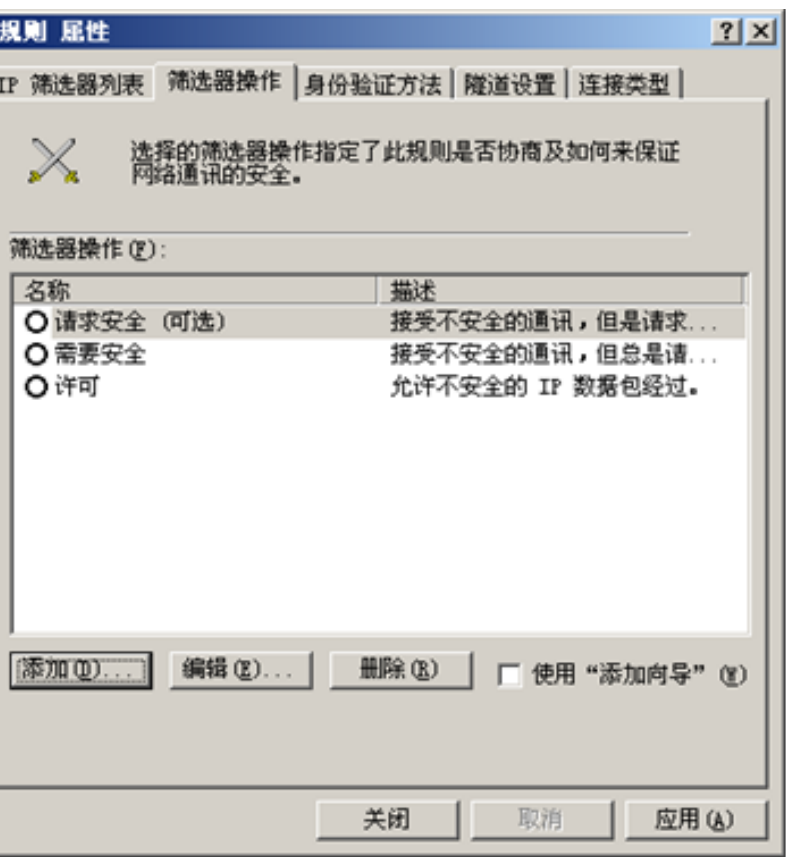 规则 属性
IP 筛选器列表 筛选器操作 身份验证方法 隧道设置 连接类型
选择的筛选器操作指定了此规则是否协商及如何来保证
网络通讯的安全。
筛选器操作(F):
名称 描述
请求安全 (可选) 接受不安全的通讯，但是请求...
需要安全 接受不安全的通讯，但总是请...
许可 允许不安全的 IP 数据包经过。
添加(D)... 编辑(E)... 删除(R) 使用“添加向导” (W)
关闭 取消 应用(A)